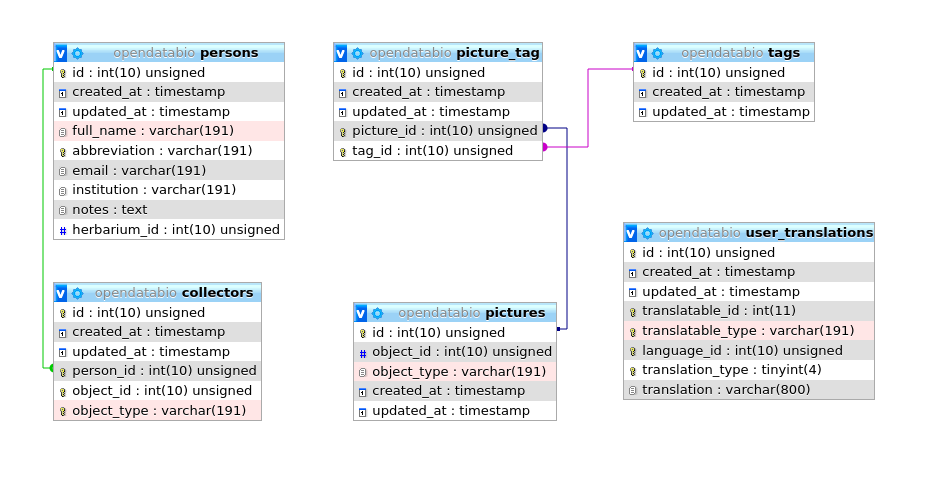 opendatabio persons
id : int(10) unsigned
created_at : timestamp
updated_at : timestamp
full_name : varchar(191)
abbreviation : varchar(191)
email : varchar(191)
institution : varchar(191)
notes : text
# herbarium_id : int(10) unsigned
opendatabio picture_tag
id : int(10) unsigned
created_at : timestamp
updated_at : timestamp
picture_id : int(10) unsigned
tag_id : int(10) unsigned
opendatabio tags
id : int(10) unsigned
created_at : timestamp
updated_at : timestamp
opendatabio user_translations
id : int(10) unsigned
created_at : timestamp
updated_at : timestamp
translatable_id : int(11)
translatable_type : varchar(191)
language_id : int(10) unsigned
translation_type : tinyint(4)
translation : varchar(800)
opendatabio collectors
id : int(10) unsigned
created_at : timestamp
updated_at : timestamp
person_id : int(10) unsigned
object_id : int(10) unsigned
object_type : varchar(191)
opendatabio pictures
id : int(10) unsigned
# object_id : int(10) unsigned
object_type : varchar(191)
created_at : timestamp
updated_at : timestamp